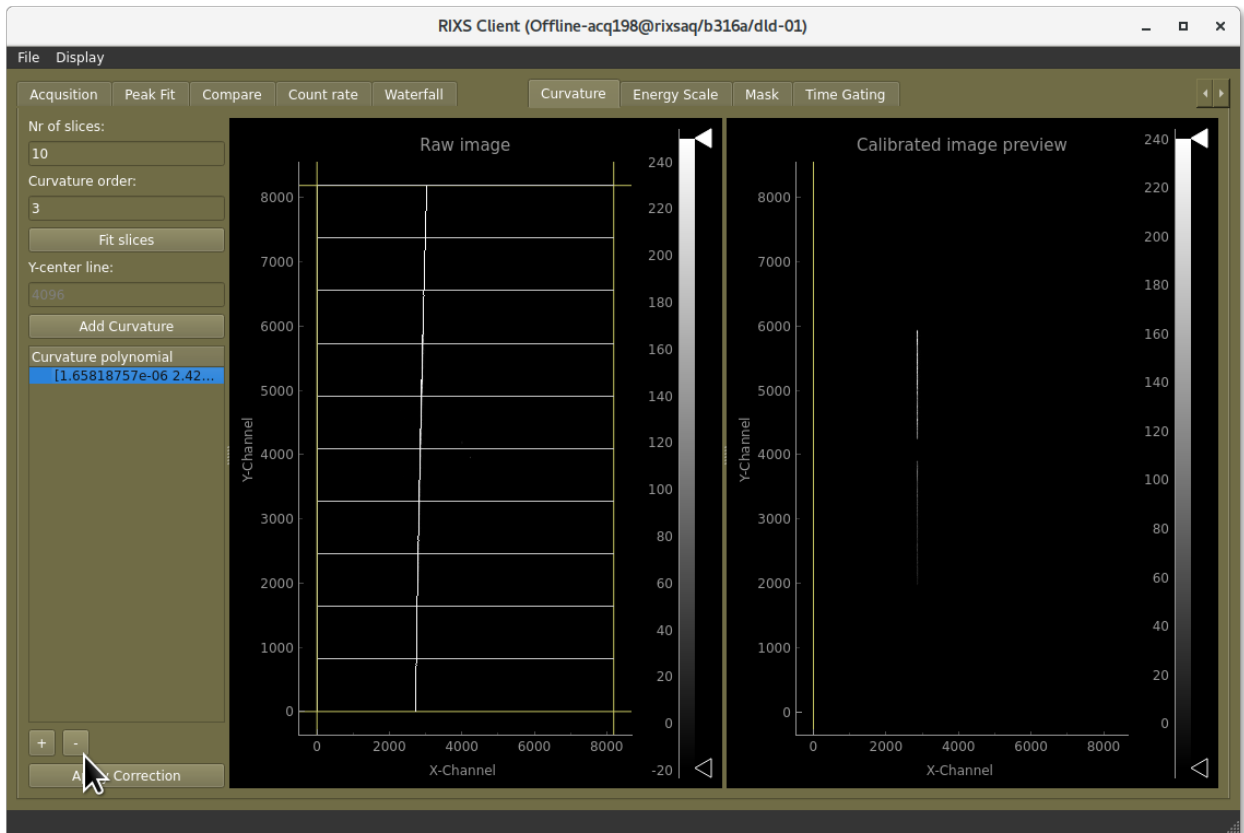 RIXS Client (Offline-acq198@rixsaq/b316a/dld-01)
File Display
Acqusition Peak Fit Compare Count rate Waterfall Curvature Energy Scale Mask Time Gating
Nr of slices:
10
Curvature order:
3
Fit slices
Y-center line:
4096
Add Curvature
Curvature polynomial
[1.65818757e-06 2.42...
+ -
Correction
Raw image
8000
7000
6000
5000
4000
3000
2000
1000
0
Y-Channel
0 2000 4000 6000 8000
X-Channel
240
220
200
180
160
140
120
100
80
60
40
20
0
-20
Calibrated image preview
8000
7000
6000
5000
4000
3000
2000
1000
0
Y-Channel
0 2000 4000 6000 8000
X-Channel
240
220
200
180
160
140
120
100
80
60
40
20
0